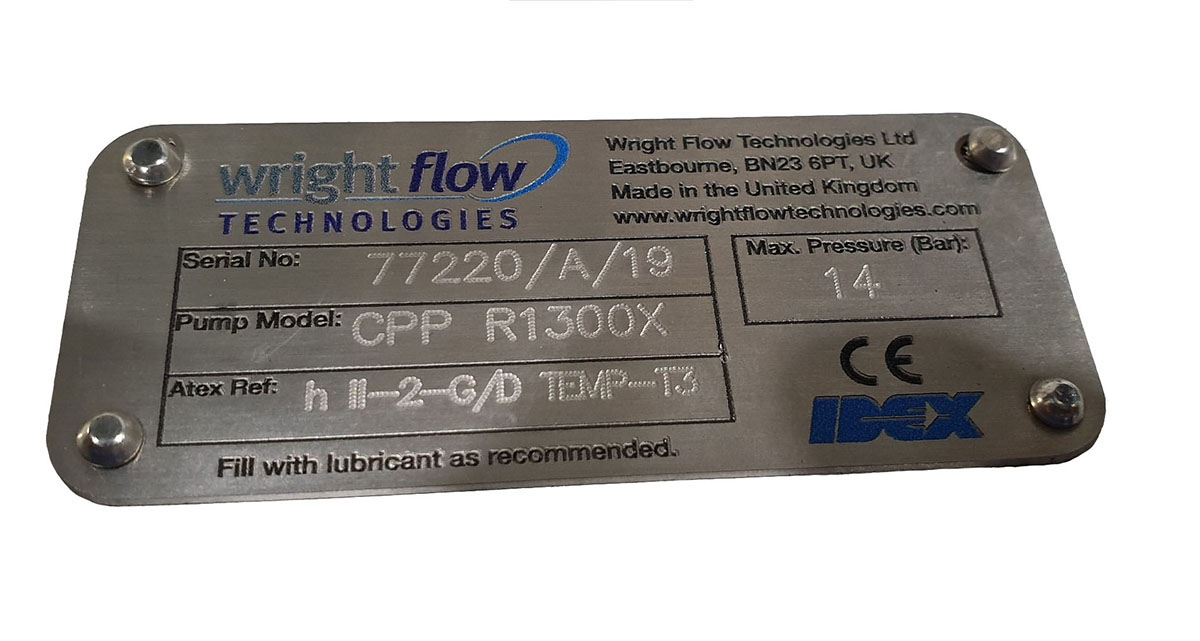 wright flow
TECHNOLOGIES
Wright Flow Technologies Ltd
Eastbourne, BN23 6PT, UK
Made in the United Kingdom
www.wrightflowtechnologies.com
Serial No: 77220/A/19
Pump Model: CPP R1300X
Atex Ref: h II-2-G/D TEMP-T3
Max. Pressure (Bar):
14
CE
IDEX
Fill with lubricant as recommended.